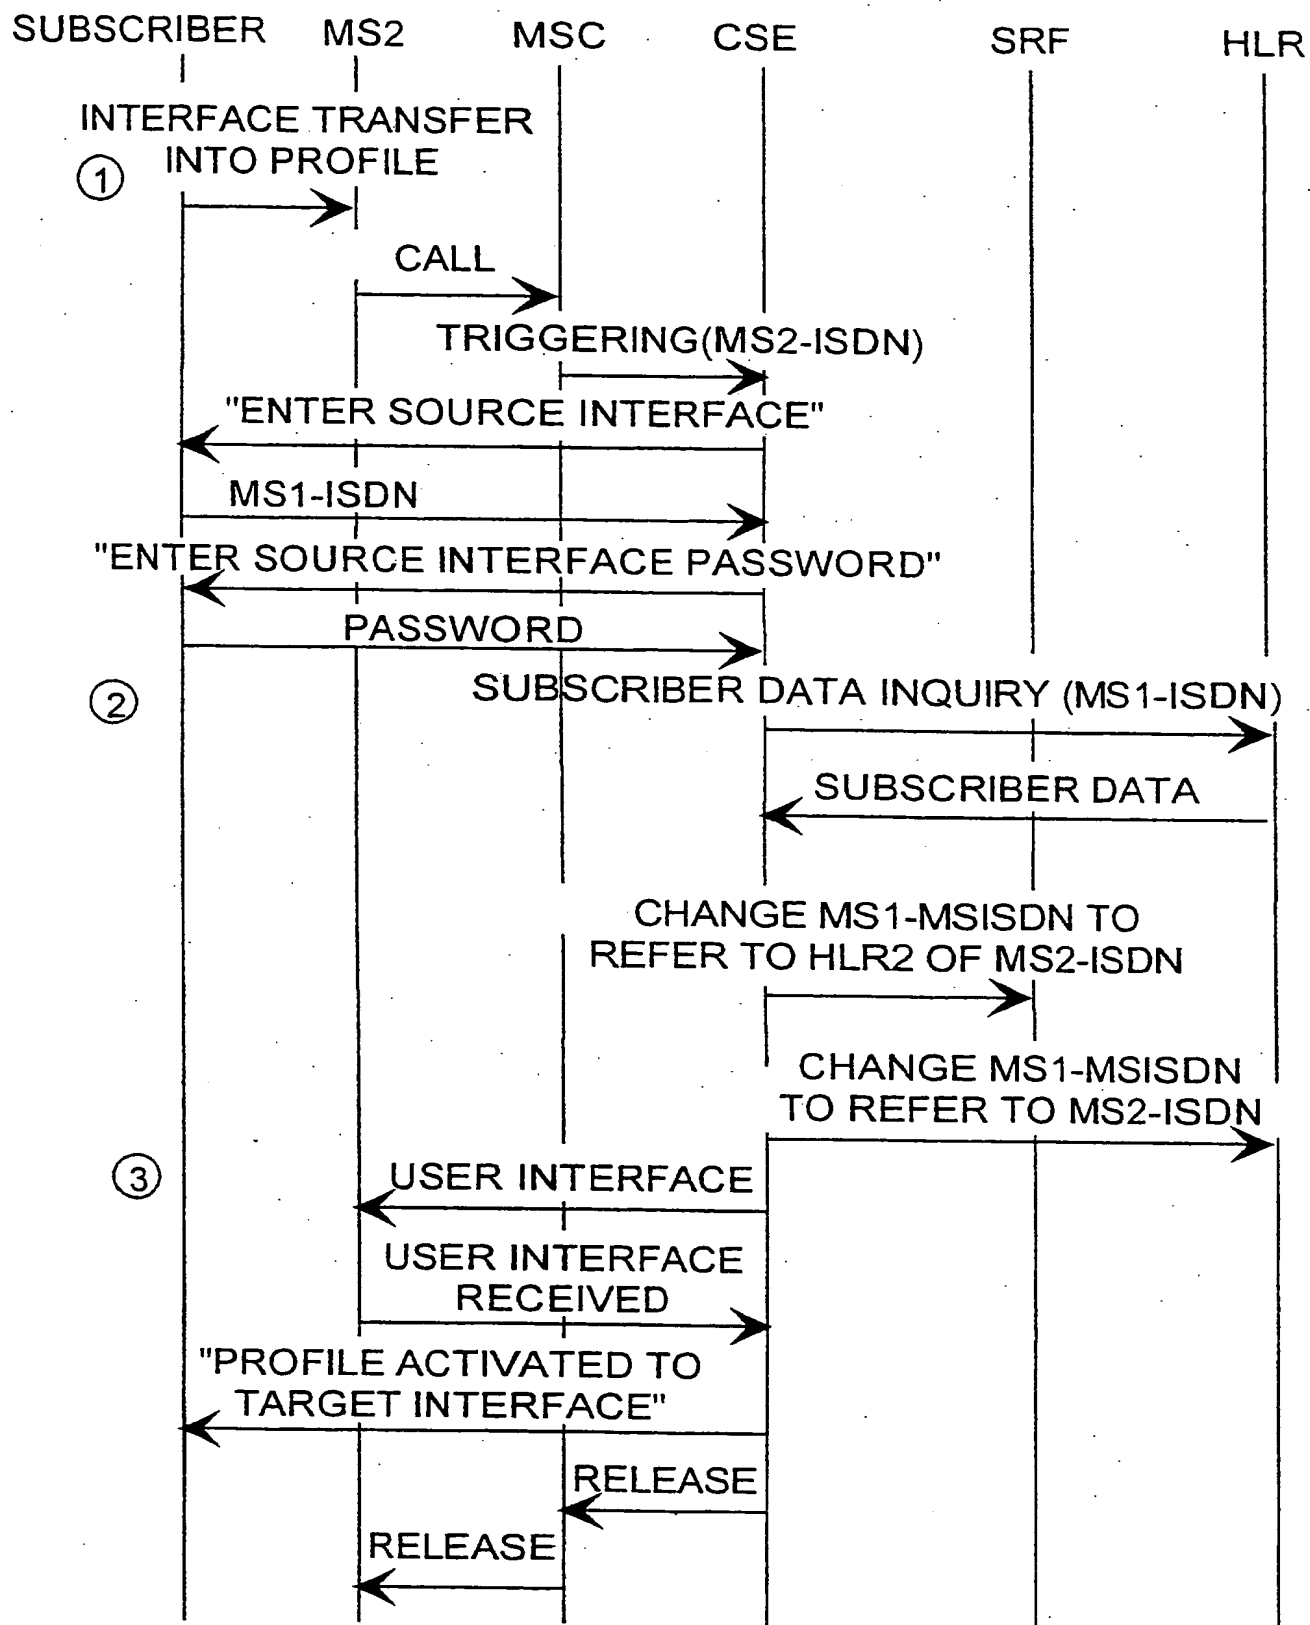 SUBSCRIBER MS2 MSC CSE SRF HLR
INTERFACE TRANSFER
INTO PROFILE
1
CALL
TRIGGERING(MS2-ISDN)
"ENTER SOURCE INTERFACE"
MS1-ISDN
"ENTER SOURCE INTERFACE PASSWORD"
PASSWORD
2
SUBSCRIBER DATA INQUIRY (MS1-ISDN)
SUBSCRIBER DATA
CHANGE MS1-MSISDN TO
REFER TO HLR2 OF MS2-ISDN
CHANGE MS1-MSISDN
TO REFER TO MS2-ISDN
3
USER INTERFACE
USER INTERFACE
RECEIVED
"PROFILE ACTIVATED TO
TARGET INTERFACE"
RELEASE
RELEASE